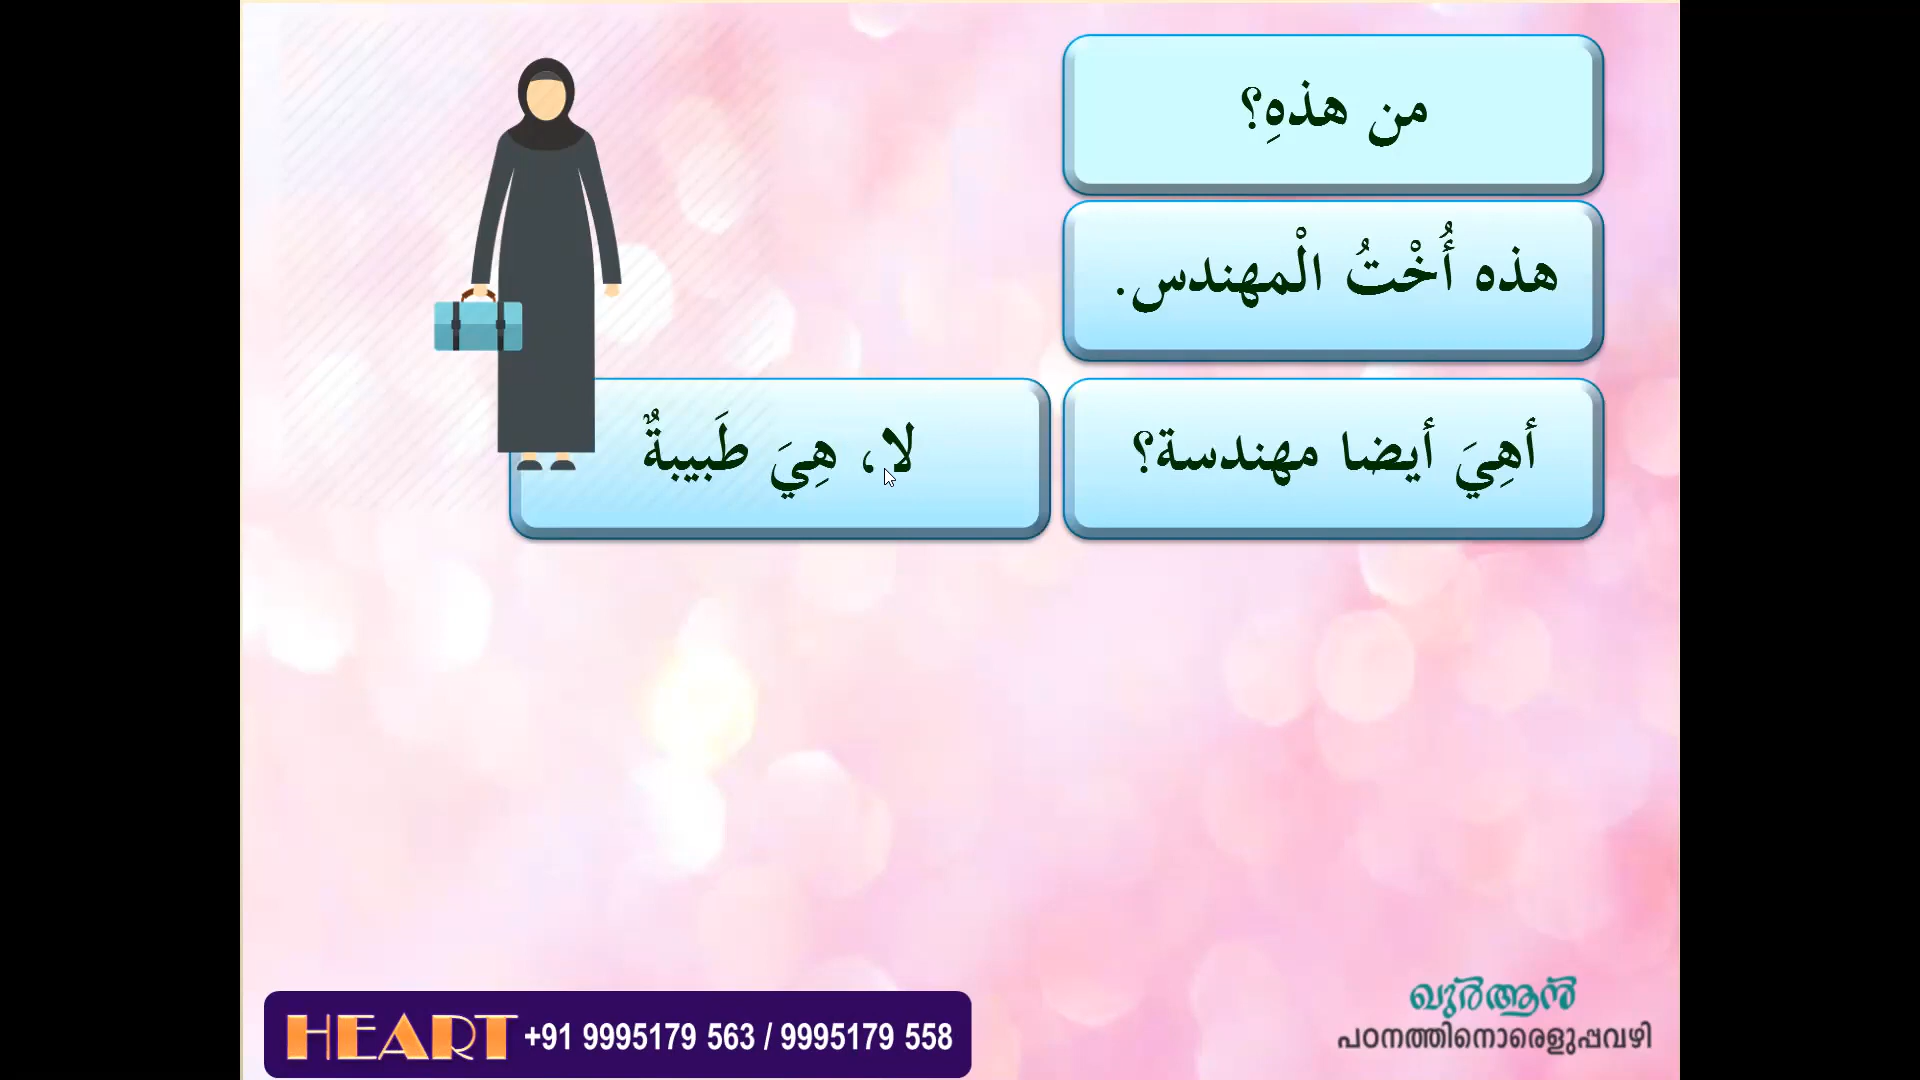 من هذهِ؟
هذه أُخْتُ الْمهندس.
أهِيَ أيضا مهندسة؟
لا، هِيَ طَبيبةٌ
HEART +91 9995179 563 / 9995179 558
ഖുർആൻ
പഠനത്തിനൊരെളുപ്പവഴി